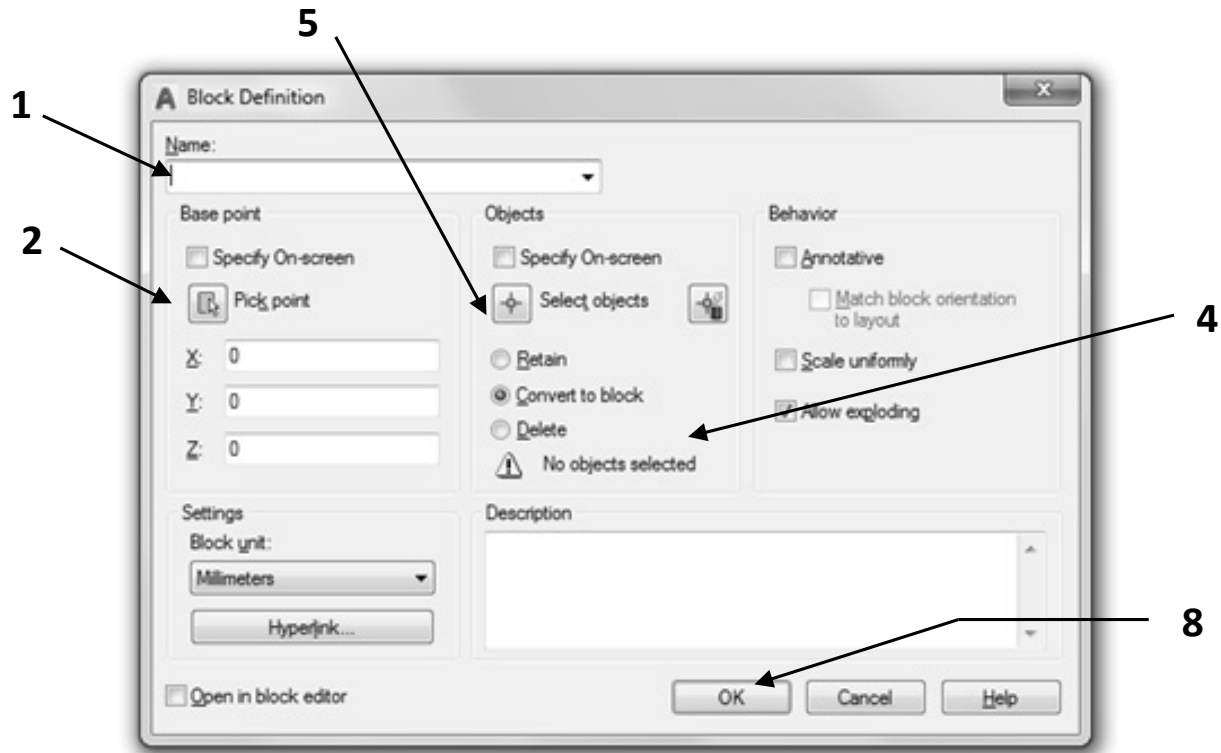 5
Block Definition
1
Name:
Base point
Objects
Behavior
2
Specify On-screen
Specify On-screen
Annotative
Pick point
Select objects
Match block orientation
to layout
4
X: 0
Retain
Scale uniformly
Y: 0
Convert to block
Allow exploding
Delete
Z: 0
No objects selected
Settings
Description
Block unit:
Millimeters
Hyperlink...
8
Open in block editor
OK
Cancel
Help